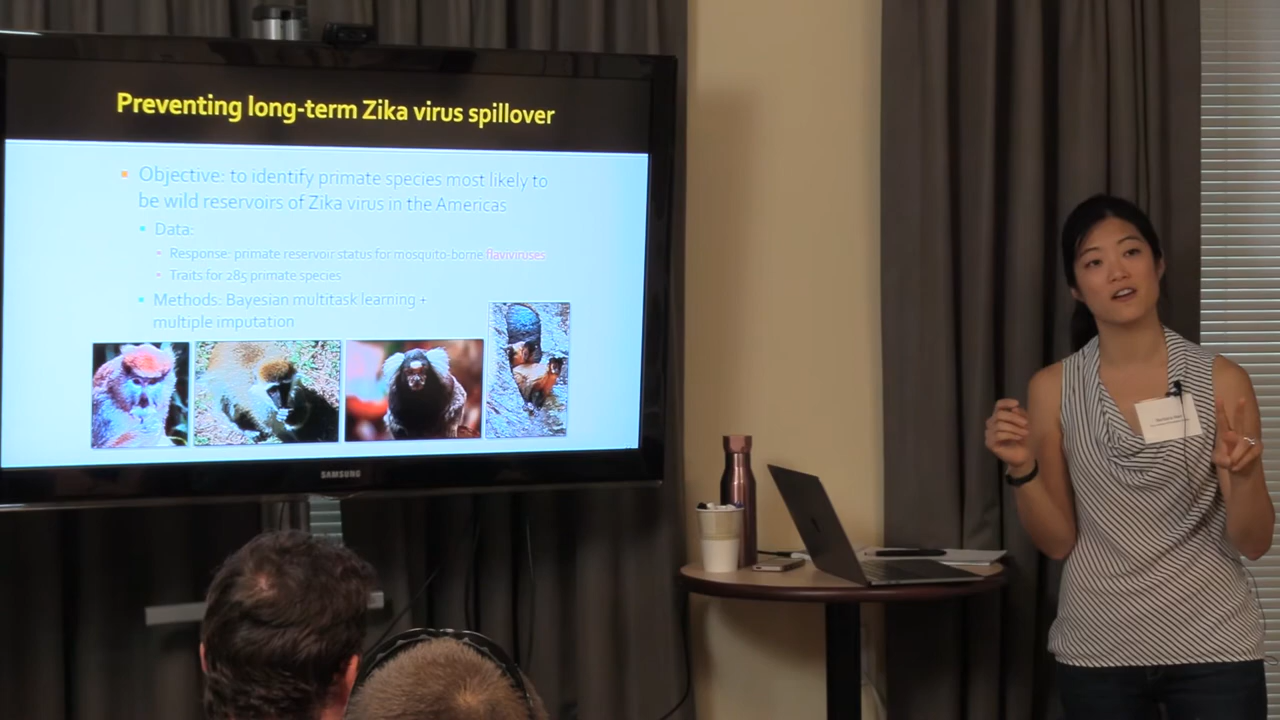 Preventing long-term Zika virus spillover
Objective: to identify primate species most likely to
be wild reservoirs of Zika virus in the Americas
Data:
Response: primate reservoir status for mosquito-borne flaviviruses
Traits for 285 primate species
Methods: Bayesian multitask learning +
multiple imputation
SAMSUNG